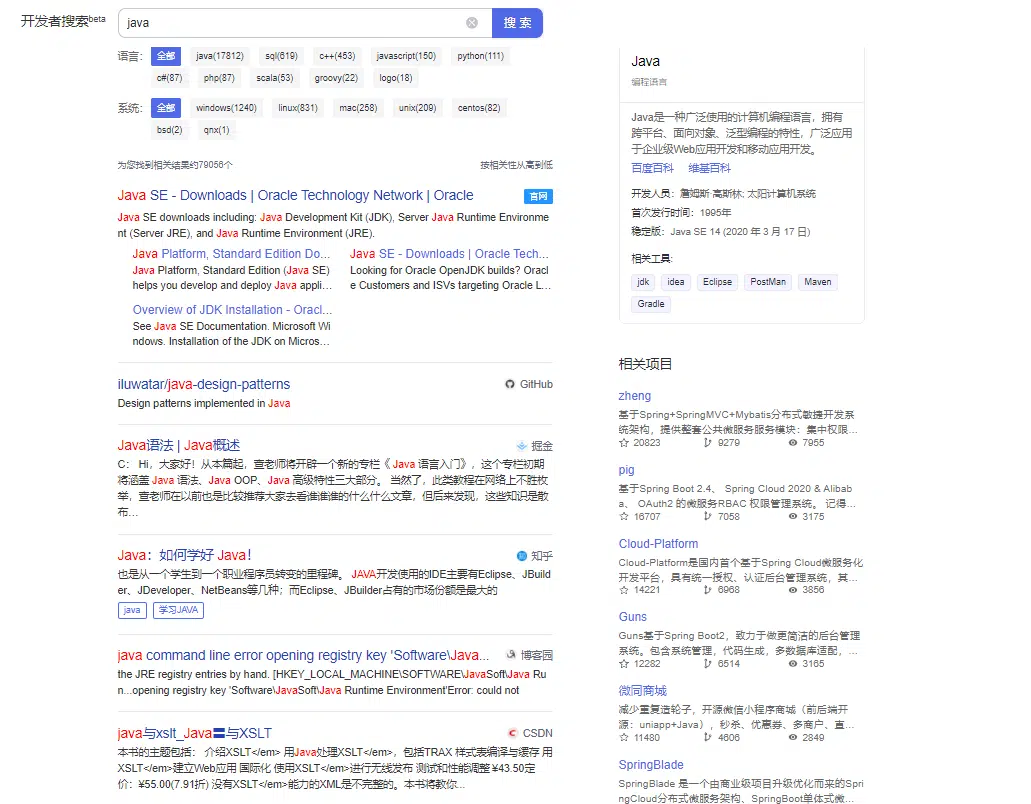 开发者搜索beta
java
搜 索
语言: 全部 java(17812) sql(619) c++(453) javascript(150) python(111)
c#(87) php(87) scala(53) groovy(22) logo(18)
系统: 全部 windows(1240) linux(831) mac(258) unix(209) centos(82)
bsd(2) qnx(1)
为您找到相关结果约79056个 按相关性从高到低
Java SE - Downloads | Oracle Technology Network | Oracle 官网
Java SE downloads including: Java Development Kit (JDK), Server Java Runtime Environme
nt (Server JRE), and Java Runtime Environment (JRE).
Java Platform, Standard Edition Do...
Java Platform, Standard Edition (Java SE)
helps you develop and deploy Java appli...
Java SE - Downloads | Oracle Tech...
Looking for Oracle OpenJDK builds? Oracl
e Customers and ISVs targeting Oracle L...
Overview of JDK Installation - Oracl...
See Java SE Documentation. Microsoft Wi
ndows. Installation of the JDK on Micros...
iluwatar/java-design-patterns GitHub
Design patterns implemented in Java
Java语法 | Java概述 掘金
C： Hi，大家好！从本篇起，查老师将开辟一个新的专栏《 Java 语言入门》，这个专栏初期
将涵盖 Java 语法、Java OOP、Java 高级特性三大部分。 当然了，此类教程在网络上不胜枚
举，查老师在以前也是比较推荐大家去看谁谁谁的什么什么文章，但后来发现，这些知识是散
布…
Java：如何学好 Java！ 知乎
也是从一个学生到一个职业程序员转变的里程碑。 JAVA开发使用的IDE主要有Eclipse、JBuild
er、JDeveloper、NetBeans等几种；而Eclipse、JBuilder占有的市场份额是最大的
java 学习JAVA
java command line error opening registry key 'Software\Java... 博客园
the JRE registry entries by hand. [HKEY_LOCAL_MACHINE\SOFTWARE\JavaSoft\Java Ru
n...opening registry key 'Software\JavaSoft\Java Runtime Environment'Error: could not
java与xslt_Java〓与XSLT CSDN
本书的主题包括： 介绍XSLT</em> 用Java处理XSLT</em>，包括TRAX 样式表编译与缓存 用
XSLT</em>建立Web应用 国际化 使用XSLT</em>进行无线发布 测试和性能调整 ¥43.50定
价：¥55.00(7.91折) 没有XSLT</em>能力的XML是不完整的。本书将教你...
Java
编程语言
Java是一种广泛使用的计算机编程语言，拥有
跨平台、面向对象、泛型编程的特性，广泛应用
于企业级Web应用开发和移动应用开发。
百度百科 维基百科
开发人员：詹姆斯·高斯林; 太阳计算机系统
首次发行时间：1995年
稳定版：Java SE 14 (2020 年 3 月 17 日)
相关工具:
jdk idea Eclipse PostMan Maven
Gradle
相关项目
zheng
基于Spring+SpringMVC+Mybatis分布式敏捷开发系
统架构，提供整套公共微服务服务模块：集中权限…
20823 9279 7955
pig
基于Spring Boot 2.4、 Spring Cloud 2020 & Alibab
a、 OAuth2 的微服务RBAC 权限管理系统。 记得…
16707 7058 3175
Cloud-Platform
Cloud-Platform是国内首个基于Spring Cloud微服务化
开发平台，具有统一授权、认证后台管理系统，其…
14221 6968 3856
Guns
Guns基于Spring Boot2，致力于做更简洁的后台管理
系统。包含系统管理，代码生成，多数据库适配，…
12282 6514 3165
微同商城
减少重复造轮子，开源微信小程序商城（前后端开
源：uniapp+Java），秒杀、优惠券、多商户、直…
11480 4606 2849
SpringBlade
SpringBlade 是一个由商业级项目升级优化而来的Spri
ngCloud分布式微服务架构、SpringBoot单体式微…